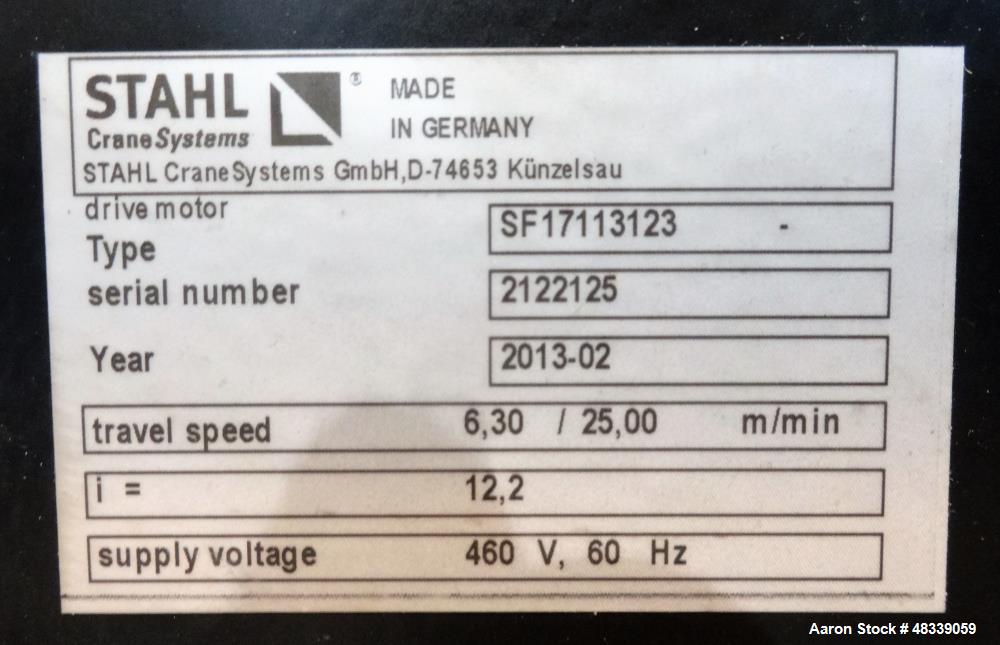 STAHL ® MADE
CraneSystems IN GERMANY
STAHL CraneSystems GmbH,D-74653 Künzelsau
drive motor
Type SF17113123 -
serial number 2122125
Year 2013-02
travel speed 6,30 / 25,00 m/min
i = 12,2
supply voltage 460 V, 60 Hz
Aaron Stock # 48339059